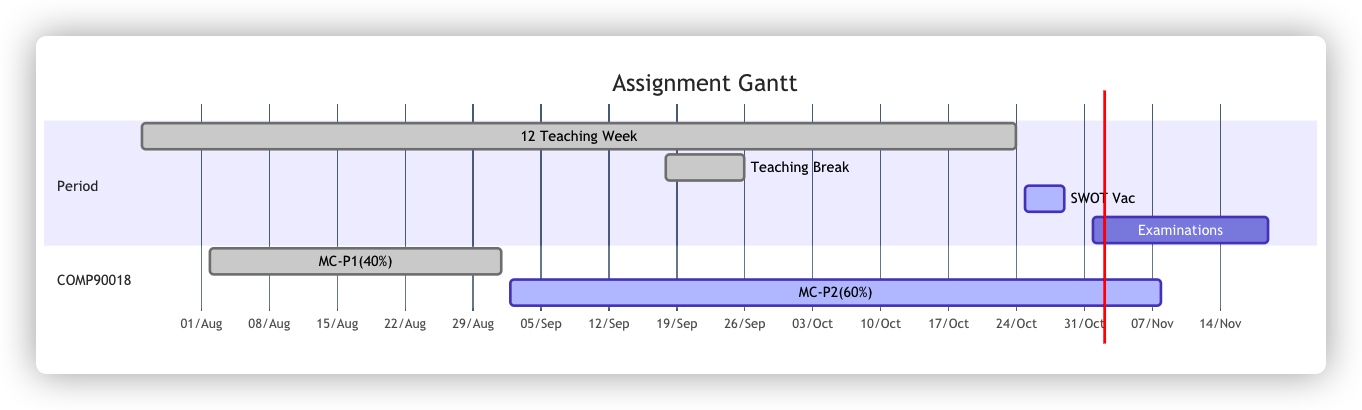 Assignment Gantt
12 Teaching Week
Teaching Break
Period
SWOT Vac
Examinations
MC-P1(40%)
COMP90018
MC-P2(60%)
01/Aug 08/Aug 15/Aug 22/Aug 29/Aug 05/Sep 12/Sep 19/Sep 26/Sep 03/Oct 10/Oct 17/Oct 24/Oct 31/Oct 07/Nov 14/Nov